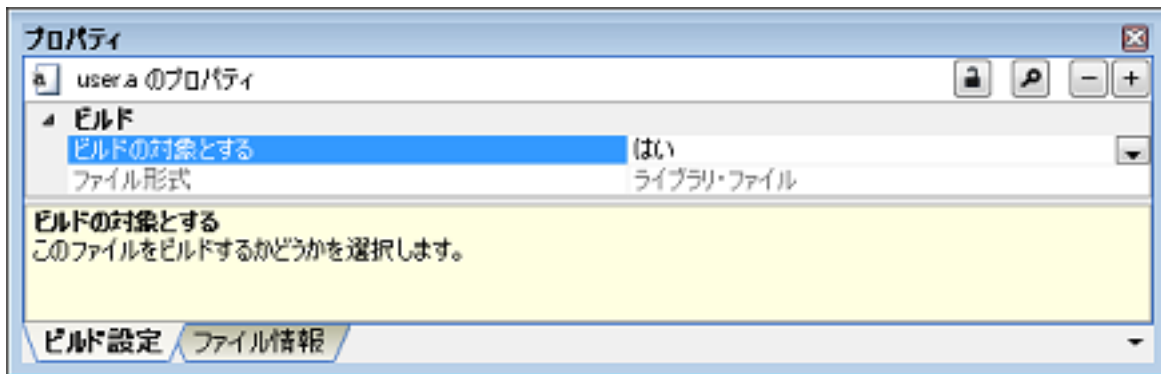 プロパティ
user.a のプロパティ
ビルド
ビルドの対象とする はい
ファイル形式 ライブラリ・ファイル
ビルドの対象とする
このファイルをビルドするかどうかを選択します。
ビルド設定 ファイル情報